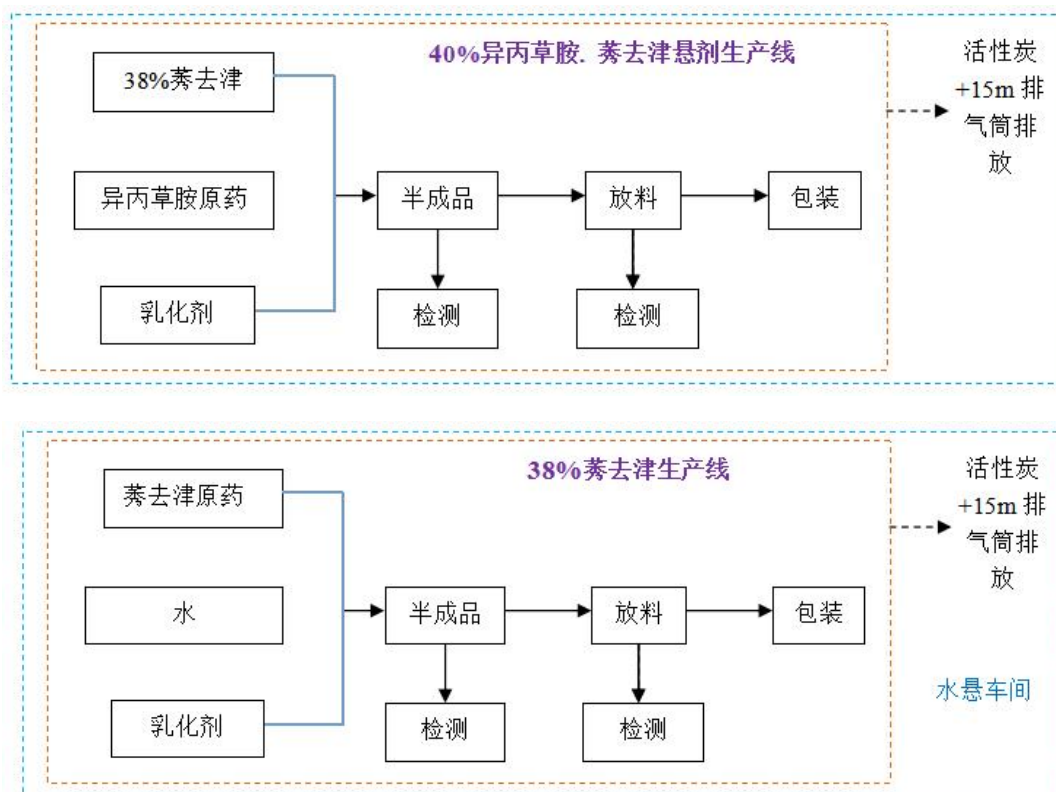 40%异丙草胺. 莠去津悬剂生产线
38%莠去津
异丙草胺原药
乳化剂
半成品
放料
包装
检测
检测
活性炭
+15m 排
气筒排
放
38%莠去津生产线
莠去津原药
水
乳化剂
半成品
放料
包装
检测
检测
活性炭
+15m 排
气筒排
放
水悬车间